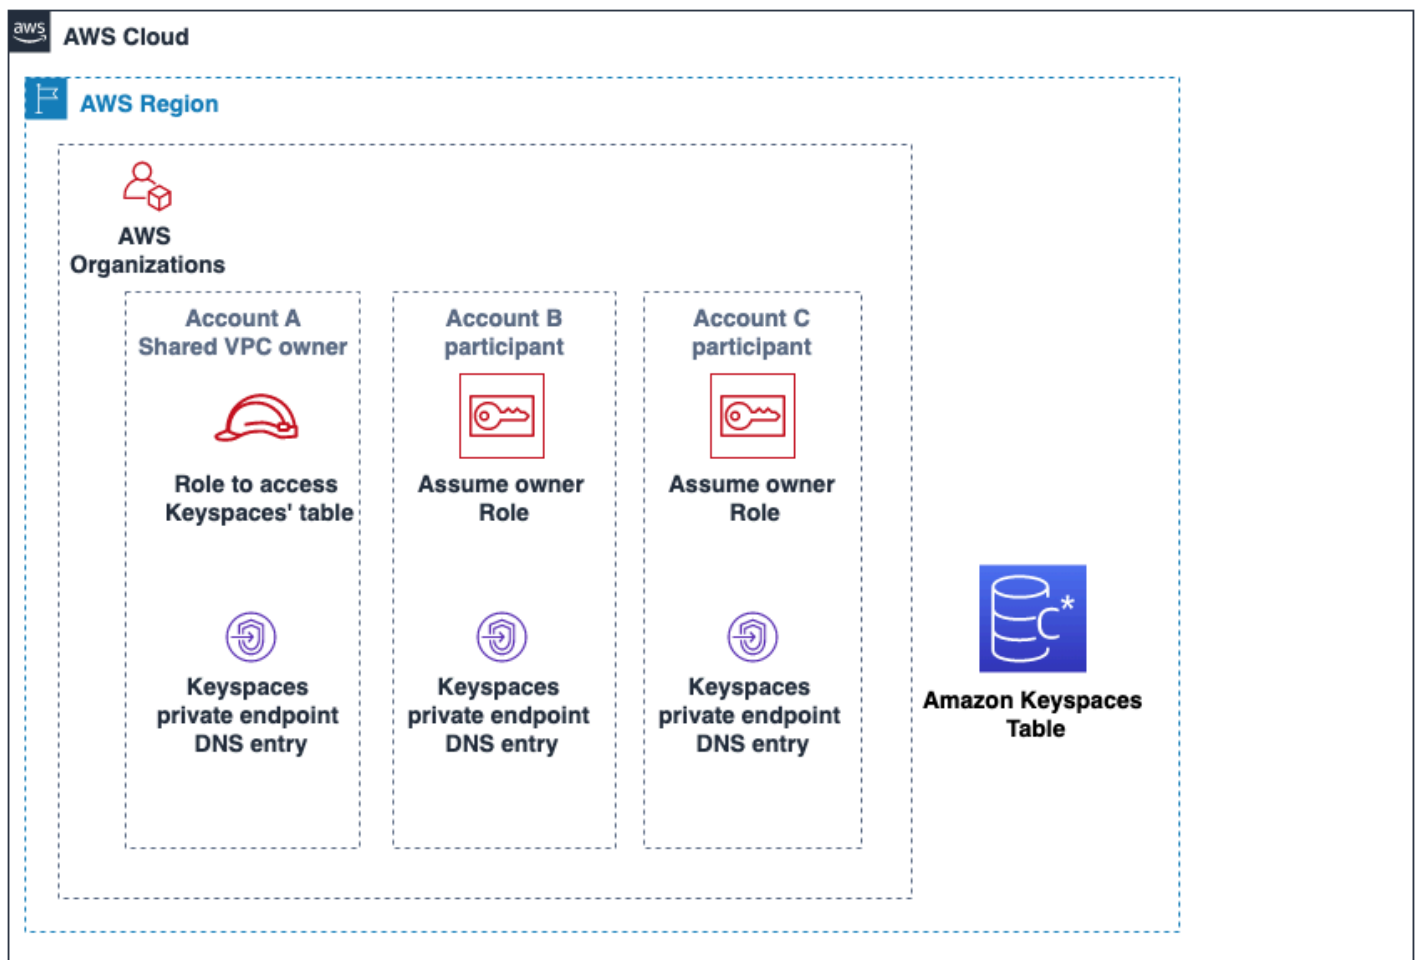 aws
AWS Cloud
AWS Region
AWS
Organizations
Account A
Shared VPC owner
Role to access
Keyspaces' table
Keyspaces
private endpoint
DNS entry
Account B
participant
Assume owner
Role
Keyspaces
private endpoint
DNS entry
Account C
participant
Assume owner
Role
Keyspaces
private endpoint
DNS entry
C*
Amazon Keyspaces
Table